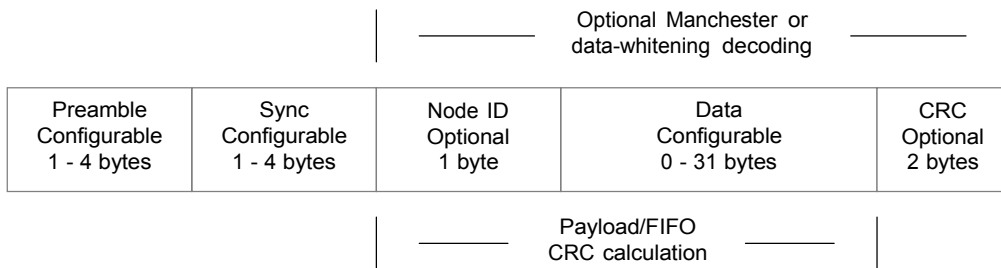 Optional Manchester or
data-whitening decoding
Preamble
Configurable
1 - 4 bytes
Sync
Configurable
1 - 4 bytes
Node ID
Optional
1 byte
Data
Configurable
0 - 31 bytes
CRC
Optional
2 bytes
Payload/FIFO
CRC calculation